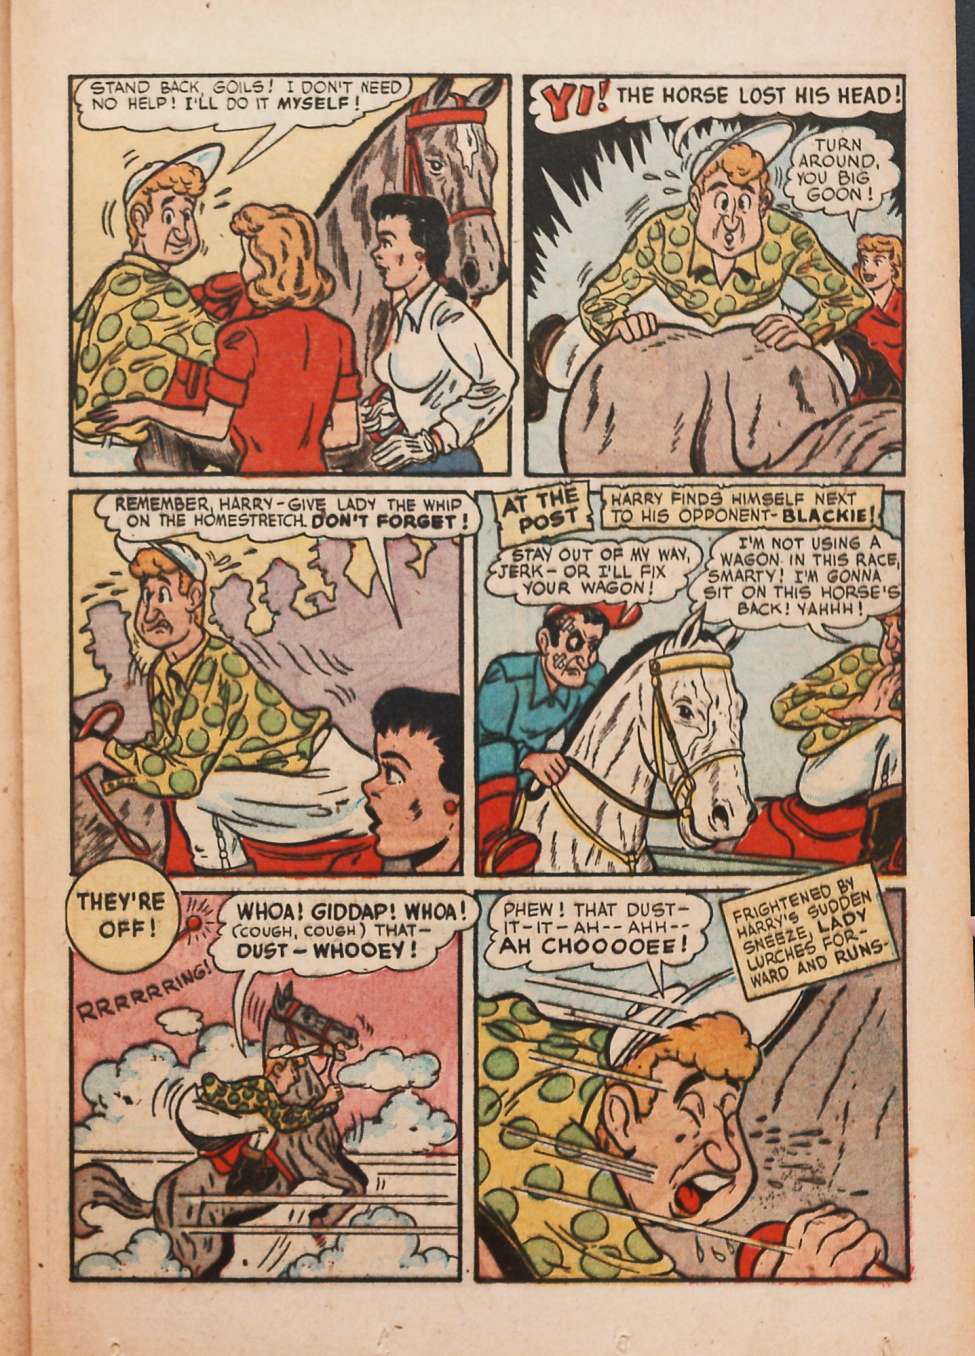 STAND BACK, GOILS! I DON'T NEED
NO HELP! I'LL DO IT MYSELF!
YI! THE HORSE LOST HIS HEAD!
TURN
AROUND,
YOU BIG
GOON!
REMEMBER, HARRY-GIVE LADY THE WHIP
ON THE HOMESTRETCH. DON'T FORGET!
AT THE
POST
HARRY FINDS HIMSELF NEXT
TO HIS OPPONENT-BLACKIE!
STAY OUT OF MY WAY,
JERK- OR I'LL FIX
YOUR WAGON!
I'M NOT USING A
WAGON IN THIS RACE,
SMARTY! I'M GONNA
SIT ON THIS HORSE'S
BACK! YAHHH!
THEY'RE
OFF!
RRRRRRRING!
WHOA! GIDDAP! WHOA!
(COUGH, COUGH) THAT-
DUST-WHOOEY!
PHEW! THAT DUST-
IT-IT-AH--AHH--
AH CHOOOOEE!
FRIGHTENED BY
HARRY'S SUDDEN
SNEEZE, LADY
LURCHES FOR-
WARD AND RUNS-